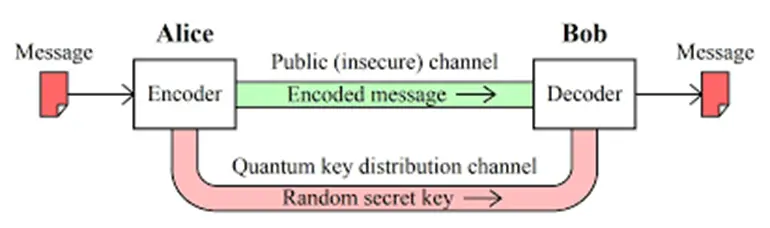 Alice
Bob
Message
Message
Public (insecure) channel
Encoder
Encoded message
Decoder
Quantum key distribution channel
Random secret key